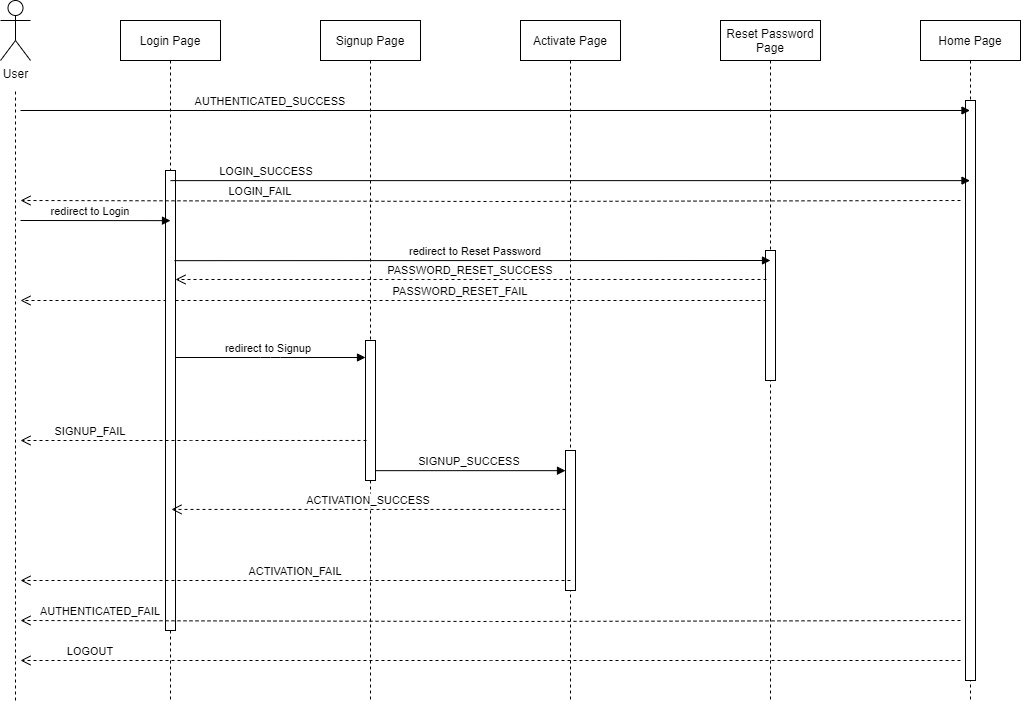 User
Login Page
Signup Page
Activate Page
Reset Password
Page
Home Page
AUTHENTICATED_SUCCESS
LOGIN_SUCCESS
LOGIN_FAIL
redirect to Login
redirect to Reset Password
PASSWORD_RESET_SUCCESS
PASSWORD_RESET_FAIL
redirect to Signup
SIGNUP_FAIL
SIGNUP_SUCCESS
ACTIVATION_SUCCESS
ACTIVATION_FAIL
AUTHENTICATED_FAIL
LOGOUT